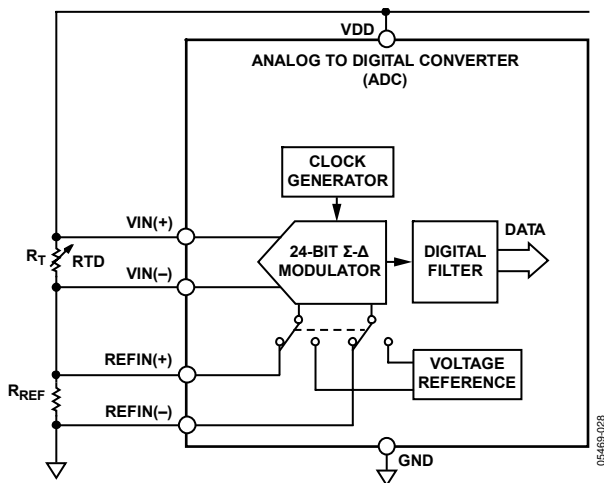 VDD
ANALOG TO DIGITAL CONVERTER
(ADC)
CLOCK
GENERATOR
VIN(+)
RT
RTD
VIN(–)
24-BIT Σ-Δ
MODULATOR
DIGITAL
FILTER
DATA
REFIN(+)
RREF
REFIN(–)
VOLTAGE
REFERENCE
GND
05469-028